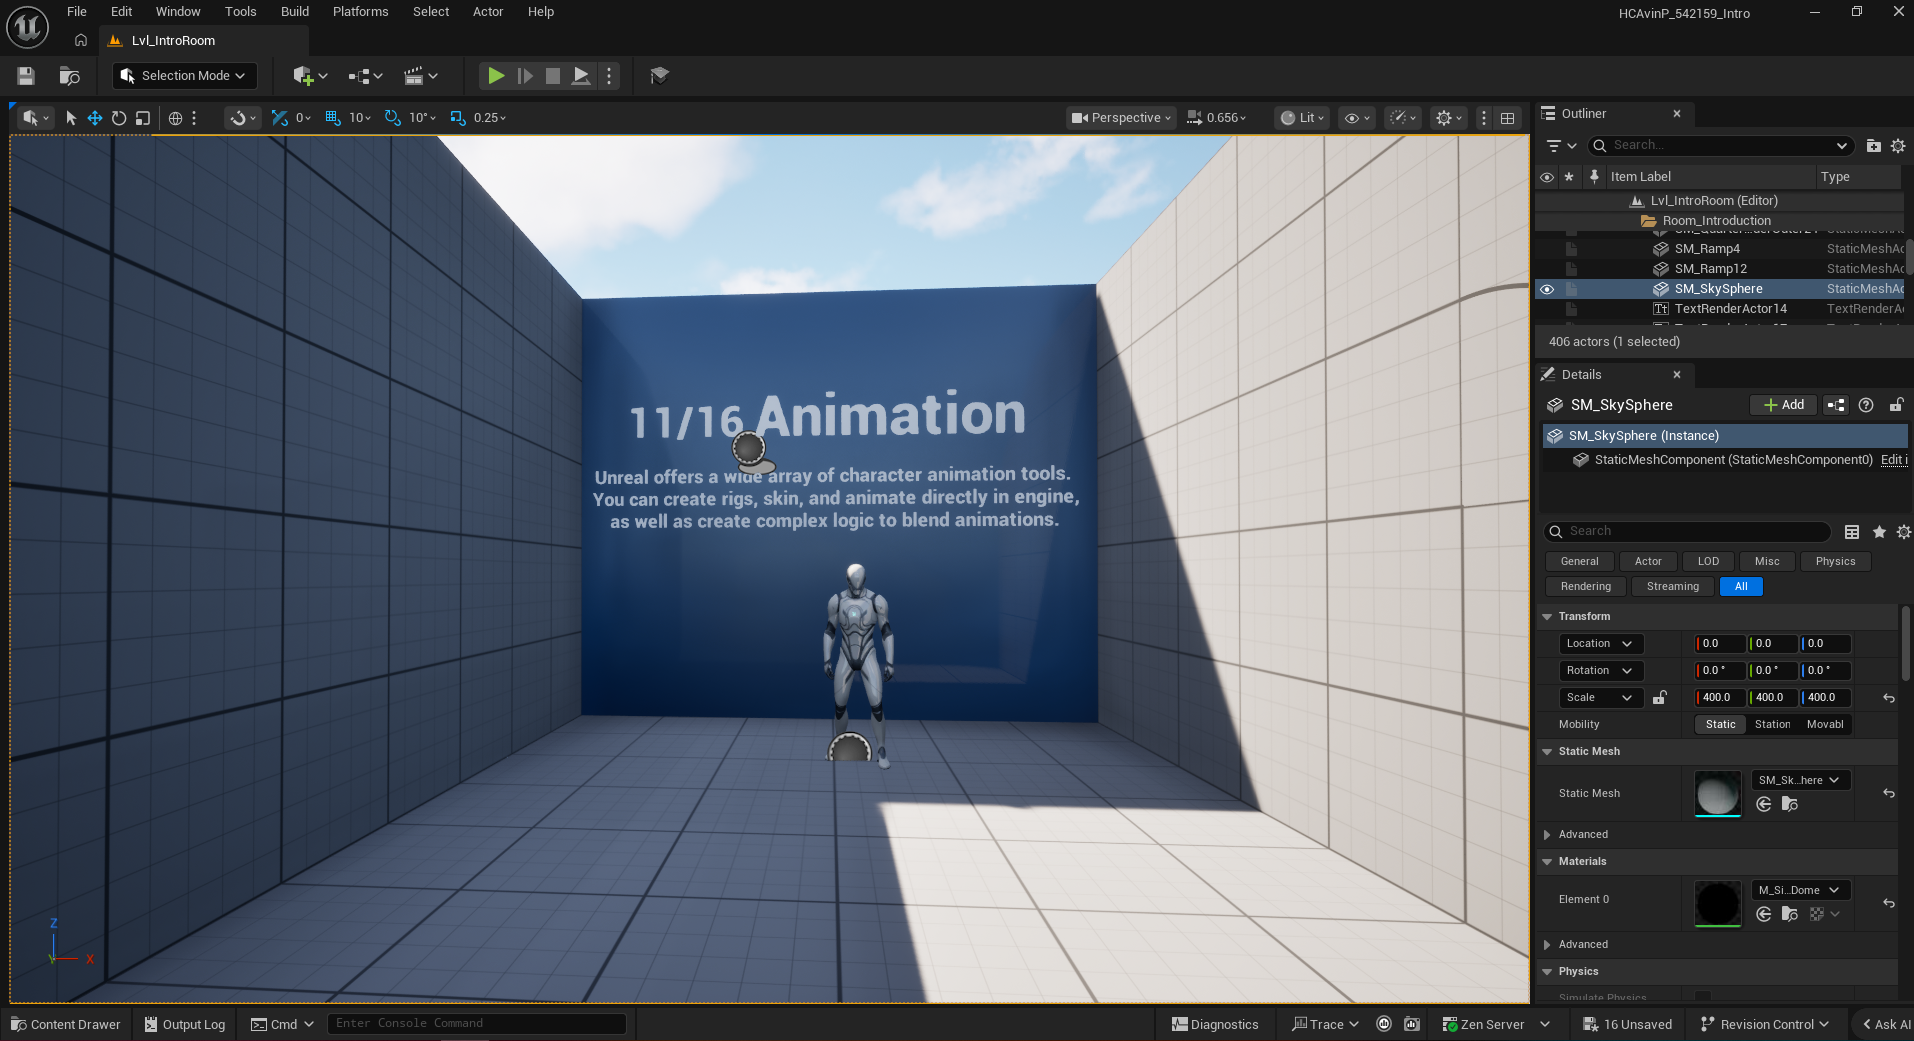 File Edit Window Tools Build Platforms Select Actor Help
HCAvinP_542159_Intro
Lvl_IntroRoom
Selection Mode
0 10 10° 0.25
Perspective 0.656 Lit
Outliner
Search...
Item Label Type
Lvl_IntroRoom (Editor)
Room_Introduction
SM_Ramp4 StaticMeshAc
SM_Ramp12 StaticMeshAc
SM_SkySphere StaticMeshAc
TextRenderActor14 TextRenderAc
406 actors (1 selected)
Details
SM_SkySphere Add
SM_SkySphere (Instance)
StaticMeshComponent (StaticMeshComponent0) Edit i
Search
General Actor LOD Misc Physics
Rendering Streaming All
Transform
Location 0.0 0.0 0.0
Rotation 0.0 ° 0.0 ° 0.0 °
Scale 400.0 400.0 400.0
Mobility Static Station Movabl
Static Mesh
Static Mesh SM_Sk...here
Advanced
Materials
Element 0 M_Si...Dome
Advanced
Physics
Simulate Physics
11/16 Animation
Unreal offers a wide array of character animation tools.
You can create rigs, skin, and animate directly in engine,
as well as create complex logic to blend animations.
Z
Y X
Content Drawer Output Log Cmd Enter Console Command Diagnostics Trace Zen Server 16 Unsaved Revision Control Ask AI